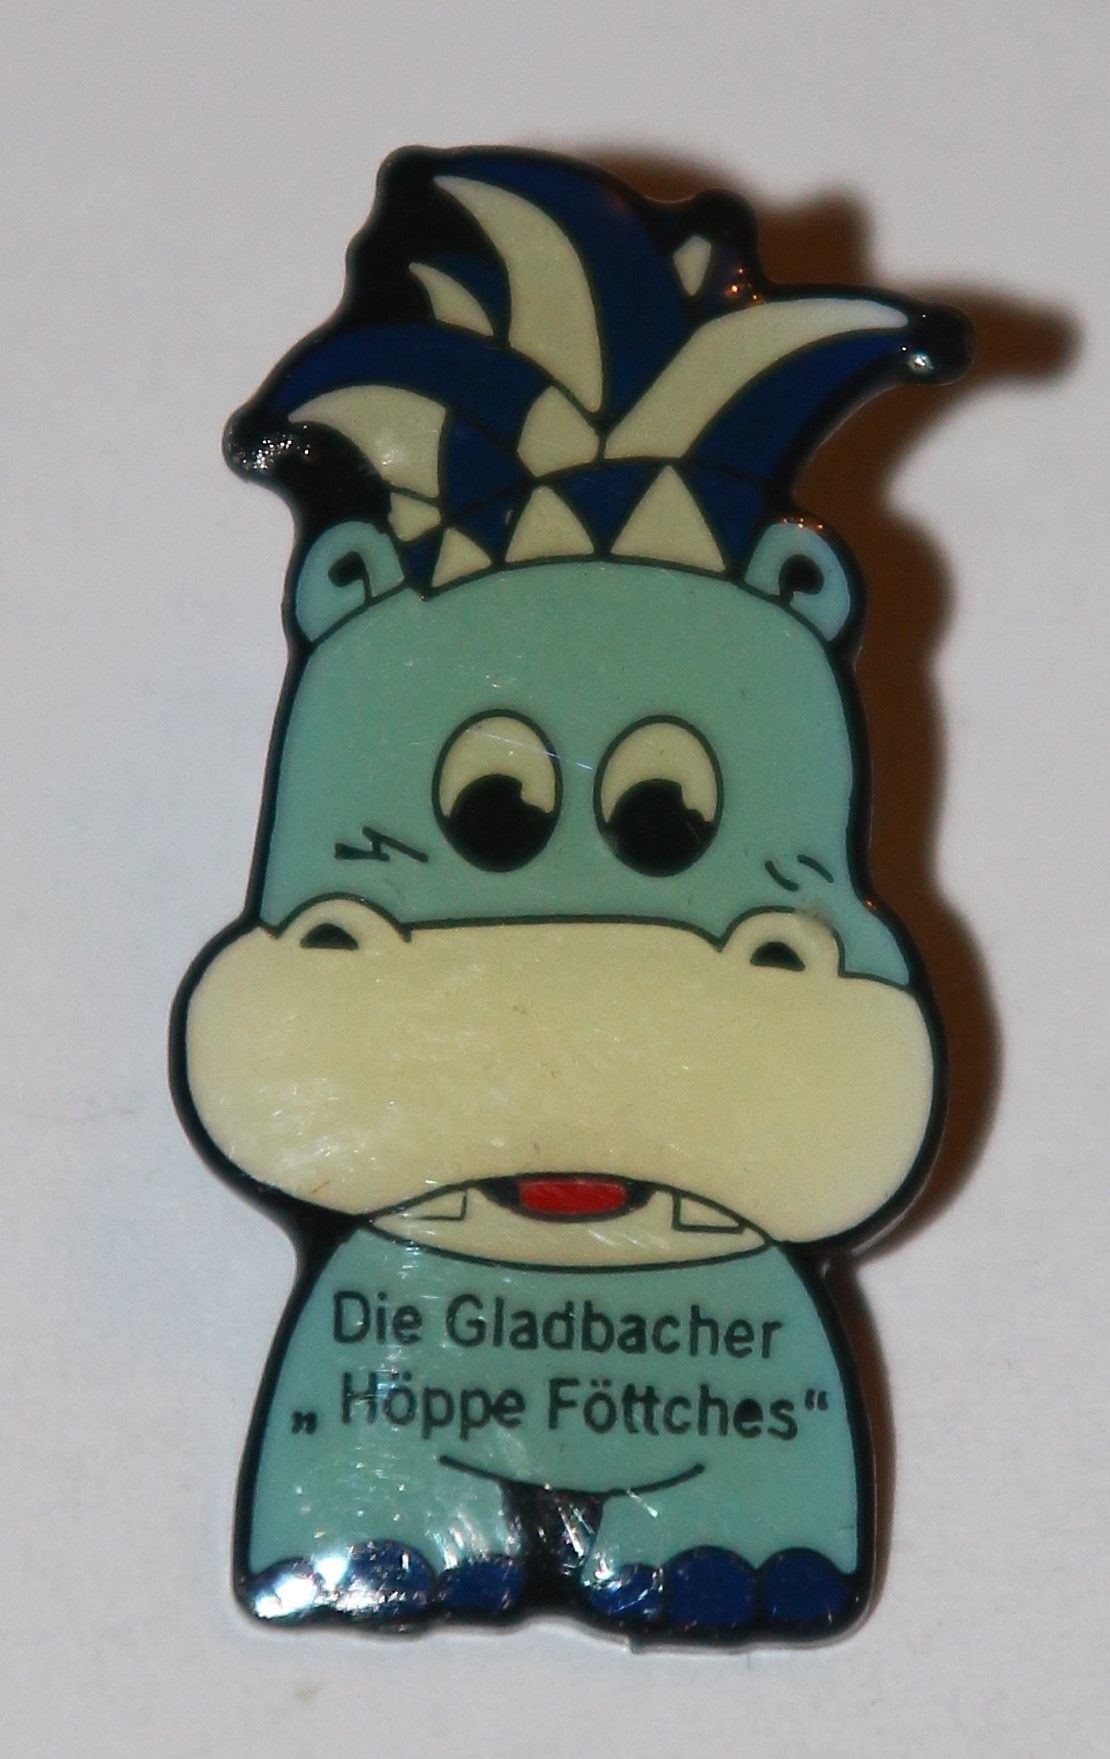 Die Gladbacher
„Höppe Föttches“